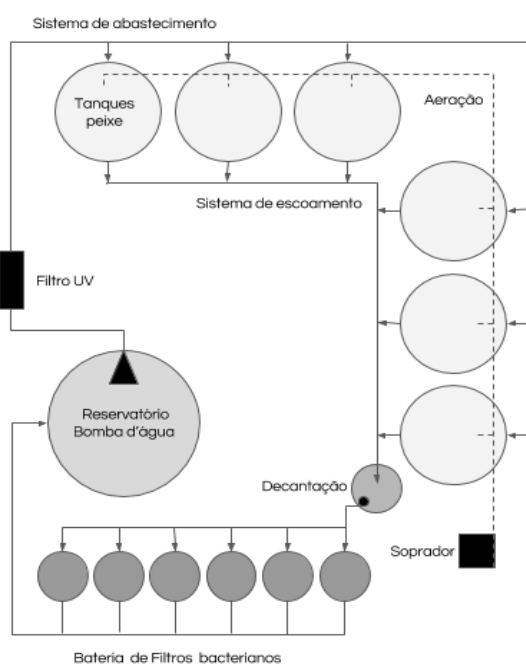 Sistema de abastecimento
Tanques
peixe
Aeração
Sistema de escoamento
Filtro UV
Reservatório
Bomba d'água
Decantação
Soprador
Bateria de Filtros bacterianos